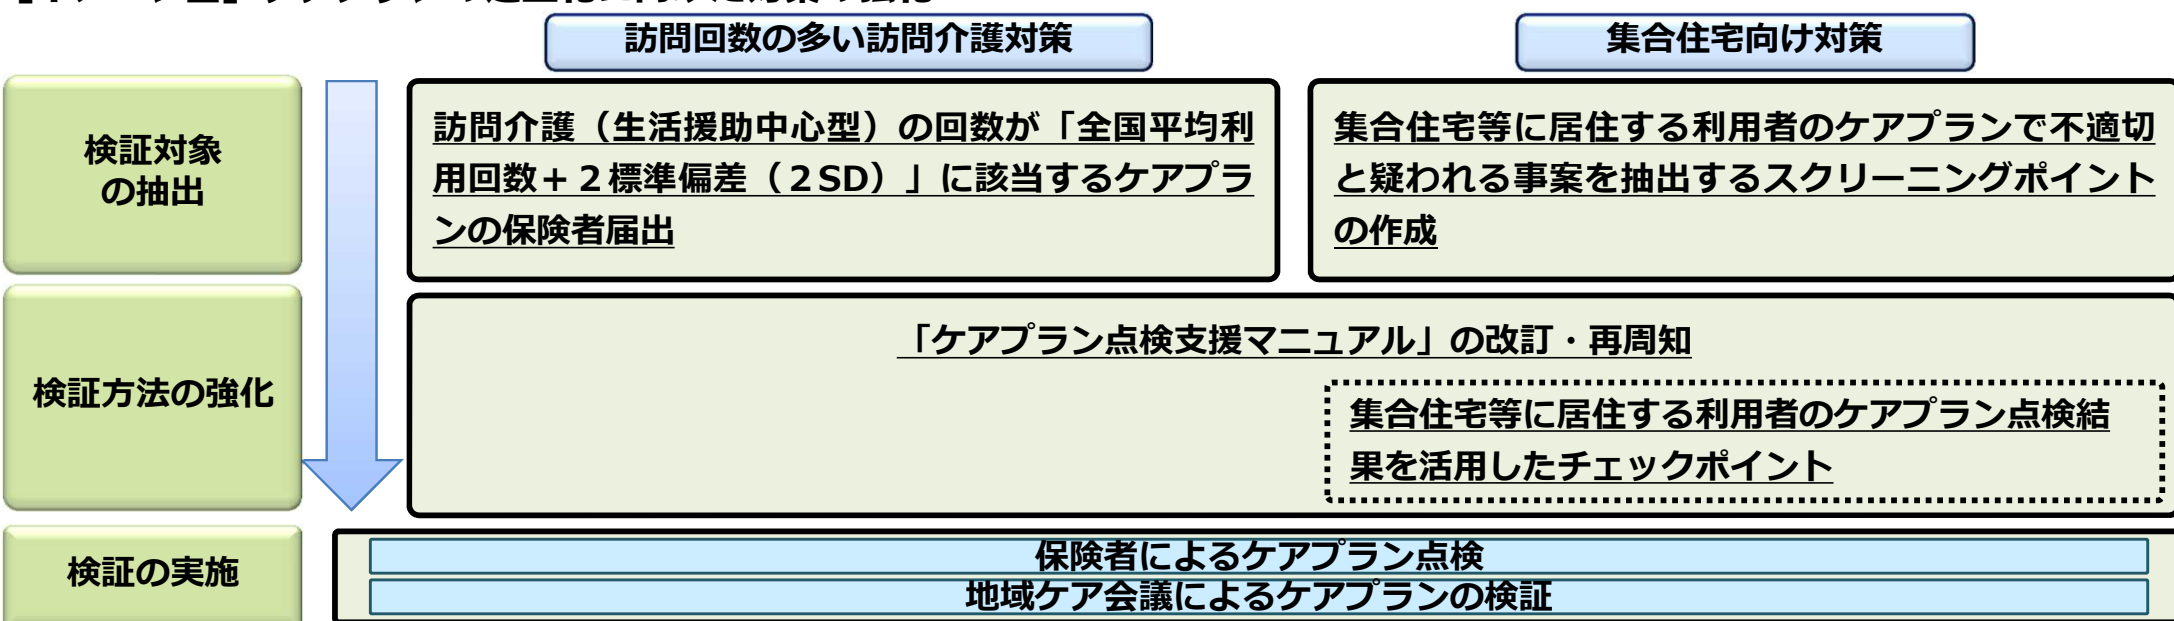 訪問回数の多い訪問介護対策
集合住宅向け対策
検証対象
の抽出
訪問介護（生活援助中心型）の回数が「全国平均利
用回数＋２標準偏差（２SD）」に該当するケアプラ
ンの保険者届出
集合住宅等に居住する利用者のケアプランで不適切
と疑われる事案を抽出するスクリーニングポイント
の作成
検証方法の強化
「ケアプラン点検支援マニュアル」の改訂・再周知
集合住宅等に居住する利用者のケアプラン点検結
果を活用したチェックポイント
検証の実施
保険者によるケアプラン点検
地域ケア会議によるケアプランの検証